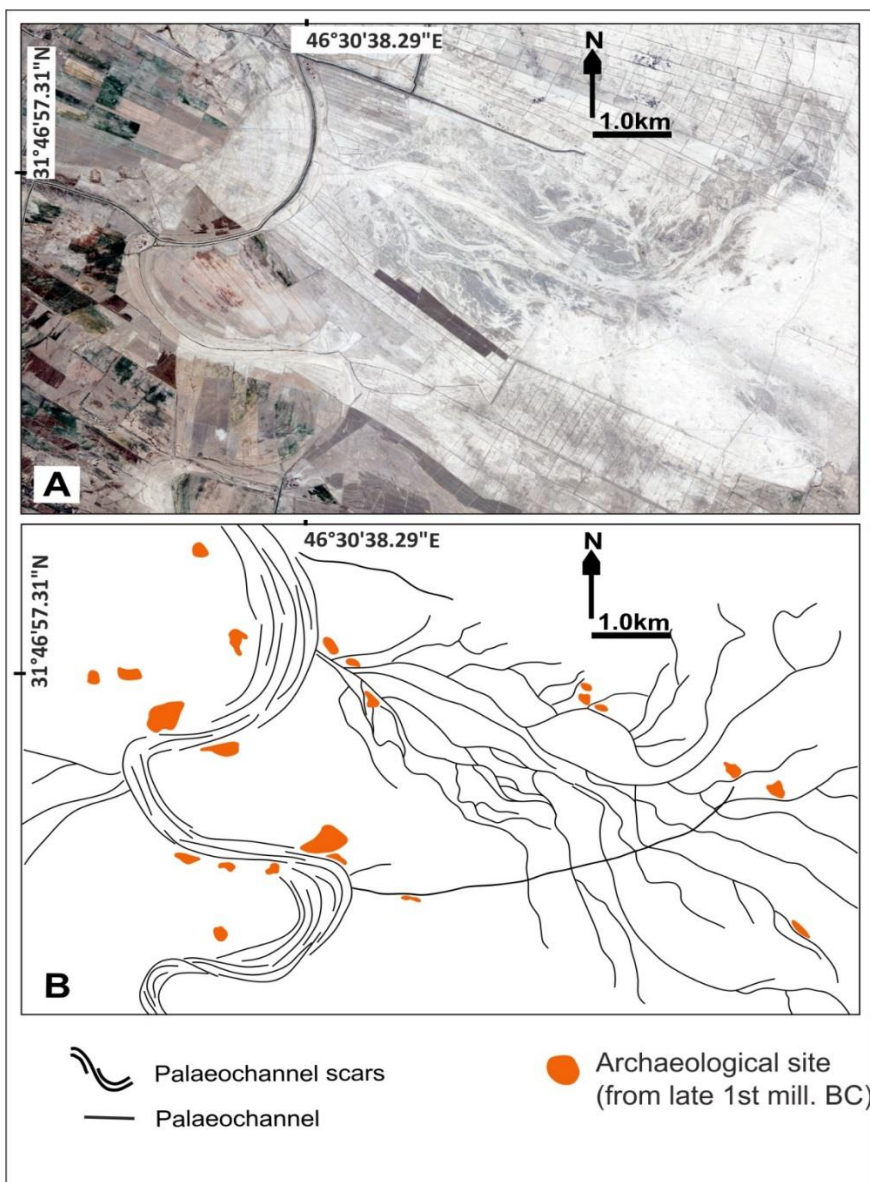 46°30'38.29"E
31°46'57.31"N
N
1.0km
A
46°30'38.29"E
31°46'57.31"N
N
1.0km
B
Palaeochannel scars
Palaeochannel
Archaeological site
(from late 1st mill. BC)